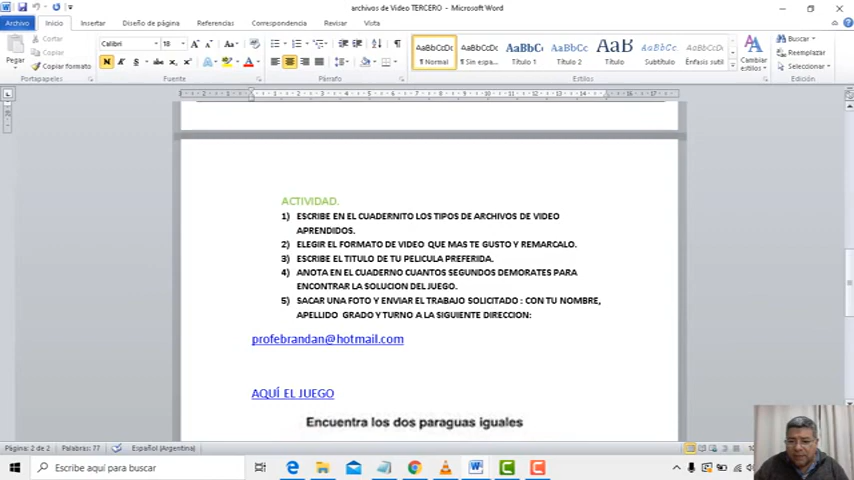 archivos de Video TERCERO - Microsoft Word
Archivo Inicio Insertar Diseño de página Referencias Correspondencia Revisar Vista
Pegar
Cortar
Copiar
Copiar formato
Portapapeles
Calibri 18
Fuente
Párrafo
AaBbCcDc AaBbCcDc AaBbC AaBbCc AaB AaBbCc. AaBbCcDc
¶ Normal ¶ Sin espa... Título 1 Título 2 Título Subtítulo Énfasis sutil
Cambiar estilos
Estilos
Buscar
Reemplazar
Seleccionar
Edición
ACTIVIDAD.
1) ESCRIBE EN EL CUADERNITO LOS TIPOS DE ARCHIVOS DE VIDEO
APRENDIDOS.
2) ELEGIR EL FORMATO DE VIDEO QUE MAS TE GUSTO Y REMARCALO.
3) ESCRIBE EL TITULO DE TU PELICULA PREFERIDA.
4) ANOTA EN EL CUADERNO CUANTOS SEGUNDOS DEMORATES PARA
ENCONTRAR LA SOLUCION DEL JUEGO.
5) SACAR UNA FOTO Y ENVIAR EL TRABAJO SOLICITADO : CON TU NOMBRE,
APELLIDO GRADO Y TURNO A LA SIGUIENTE DIRECCION:
profebrandan@hotmail.com
AQUÍ EL JUEGO
Encuentra los dos paraguas iguales
Página: 2 de 2 Palabras: 77 Español (Argentina)
Escribe aquí para buscar